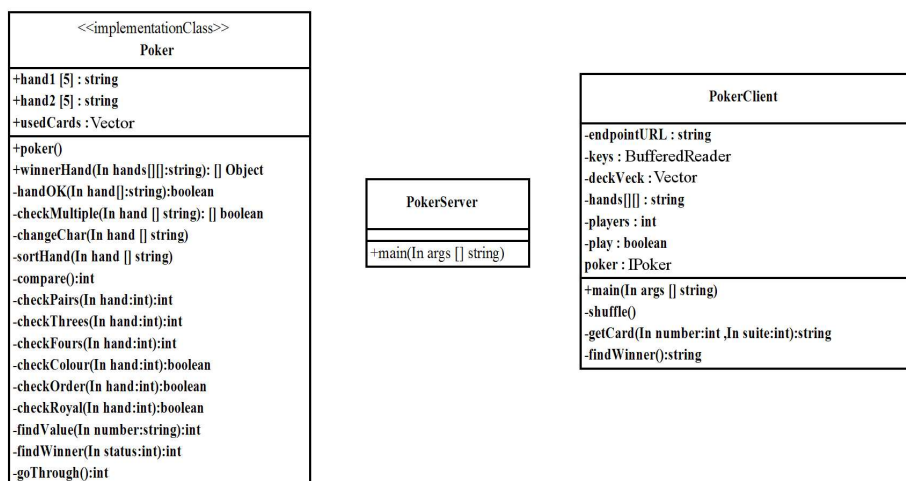 <<implementationClass>>
Poker
+hand1 [5] : string
+hand2 [5] : string
+usedCards : Vector
+poker()
+winnerHand(In hands[][]:string): [] Object
-handOK(In hand[]:string):boolean
-checkMultiple(In hand [] string): [] boolean
-changeChar(In hand [] string)
-sortHand(In hand [] string)
-compare():int
-checkPairs(In hand:int):int
-checkThrees(In hand:int):int
-checkFours(In hand:int):int
-checkColour(In hand:int):boolean
-checkOrder(In hand:int):boolean
-checkRoyal(In hand:int):boolean
-findValue(In number:string):int
-findWinner(In status:int):int
-goThrough():int
PokerServer
+main(In args [] string)
PokerClient
-endpointURL : string
-keys : BufferedReader
-deckVeck : Vector
-hands[][] : string
-players : int
-play : boolean
poker : IPoker
+main(In args [] string)
-shuffle()
-getCard(In number:int ,In suite:int):string
-findWinner():string